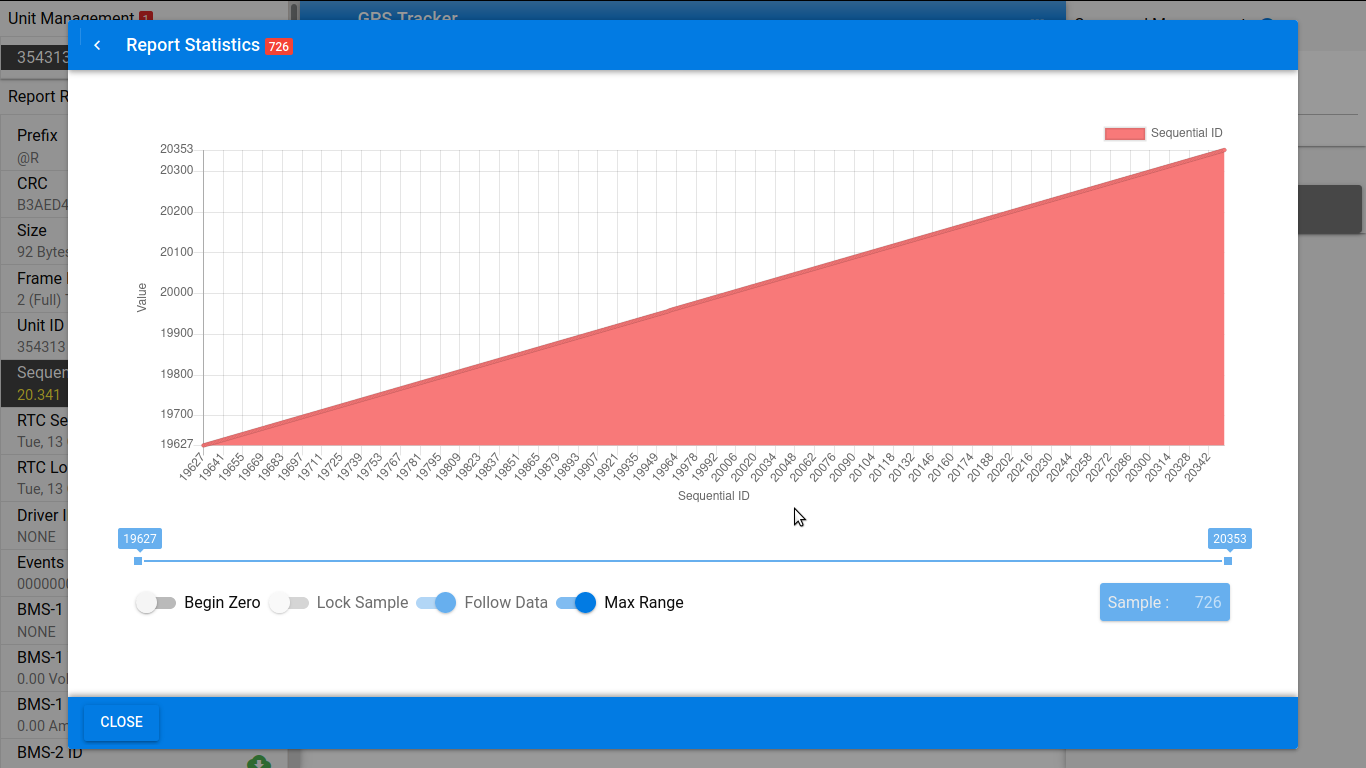 Unit Management 1
GPS Tracker
354313
Report R
Prefix
@R
CRC
B3AED4
Size
92 Bytes
Frame
2 (Full)
Unit ID
354313
Sequen
20.341
RTC Se
Tue, 13
RTC Lo
Tue, 13
Driver I
NONE
Events
0000000
BMS-1
NONE
BMS-1
0.00 Vol
BMS-1
0.00 Am
BMS-2 ID
Report Statistics 726
Sequential ID
20353
20300
20200
20100
20000
19900
19800
19700
19627
Value
19627 19641 19655 19669 19683 19697 19711 19725 19739 19753 19767 19781 19795 19809 19823 19837 19851 19865 19879 19893 19907 19921 19935 19949 19964 19978 19992 20006 20020 20034 20048 20062 20076 20090 20104 20118 20132 20146 20160 20174 20188 20202 20216 20230 20244 20258 20272 20286 20300 20314 20328 20342
Sequential ID
19627 20353
Begin Zero Lock Sample Follow Data Max Range Sample : 726
CLOSE